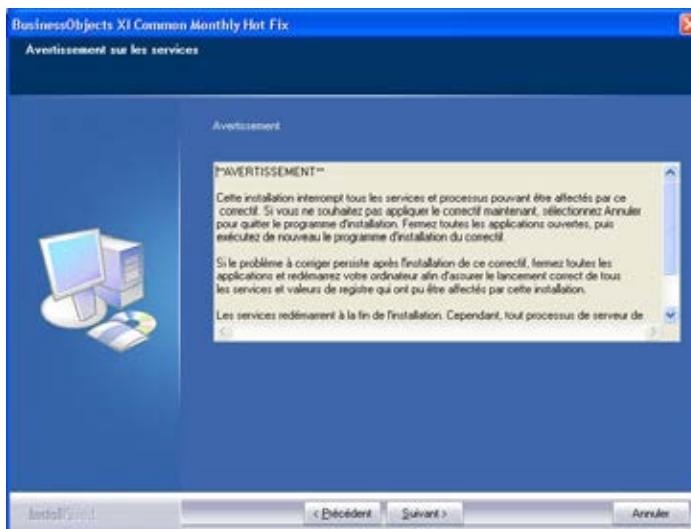 BusinessObjects XI Common Monthly Hot Fix
Avertissement sur les services
Avertissement
**AVERTISSEMENT**
Cette installation interrompt tous les services et processus pouvant être affectés par ce
correctif. Si vous ne souhaitez pas appliquer le correctif maintenant, sélectionnez Annuler
pour quitter le programme d'installation. Fermez toutes les applications ouvertes, puis
exécutez de nouveau le programme d'installation du correctif.
Si le problème à corriger persiste après l'installation de ce correctif, fermez toutes les
applications et redémarrez votre ordinateur afin d'assurer le lancement correct de tous
les services et valeurs de registre qui ont pu être affectés par cette installation.
Les services redémarrent à la fin de l'installation. Cependant, tout processus de serveur de
InstallShield
< Précédent
Suivant >
Annuler